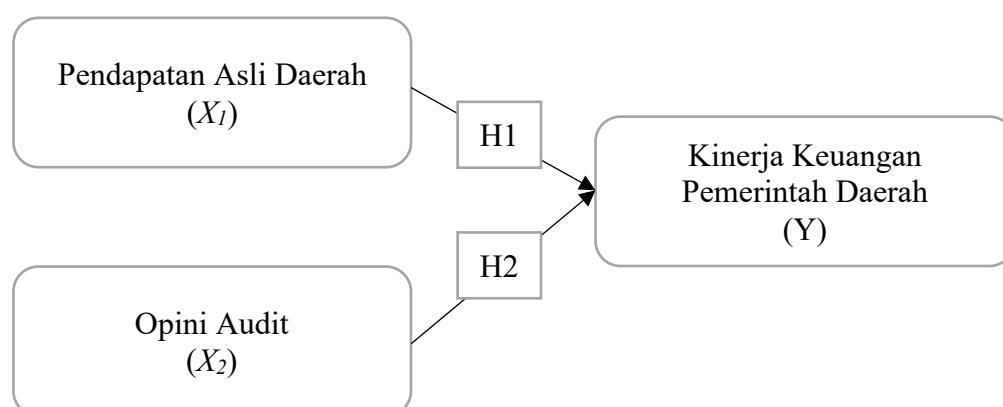 Pendapatan Asli Daerah
(X1)
H1
Kinerja Keuangan
Pemerintah Daerah
(Y)
H2
Opini Audit
(X2)